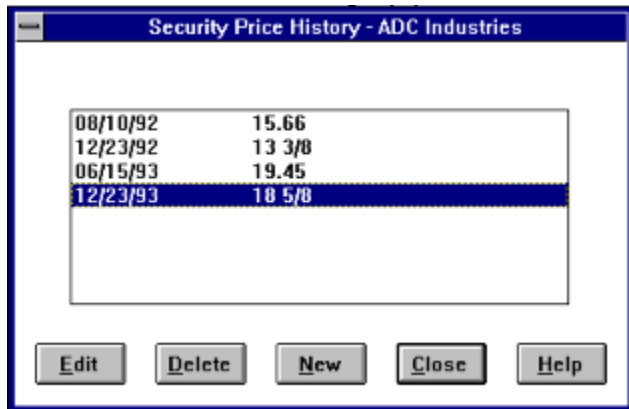 Security Price History - ADC Industries
08/10/92 15.66
12/23/92 13 3/8
06/15/93 19.45
12/23/93 18 5/8
Edit Delete New Close Help